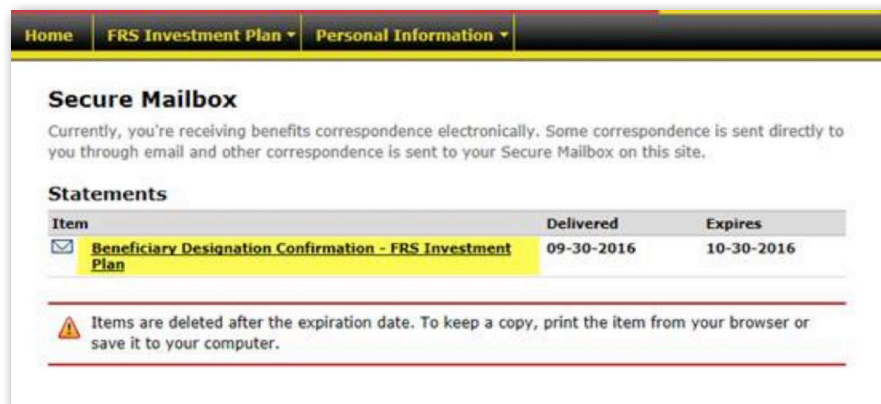 Home FRS Investment Plan Personal Information
Secure Mailbox
Currently, you're receiving benefits correspondence electronically. Some correspondence is sent directly to
you through email and other correspondence is sent to your Secure Mailbox on this site.
Statements
Item Delivered Expires
Beneficiary Designation Confirmation - FRS Investment 09-30-2016 10-30-2016
Plan
Items are deleted after the expiration date. To keep a copy, print the item from your browser or
save it to your computer.